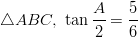 △ABC, tan A/2 = 5/6